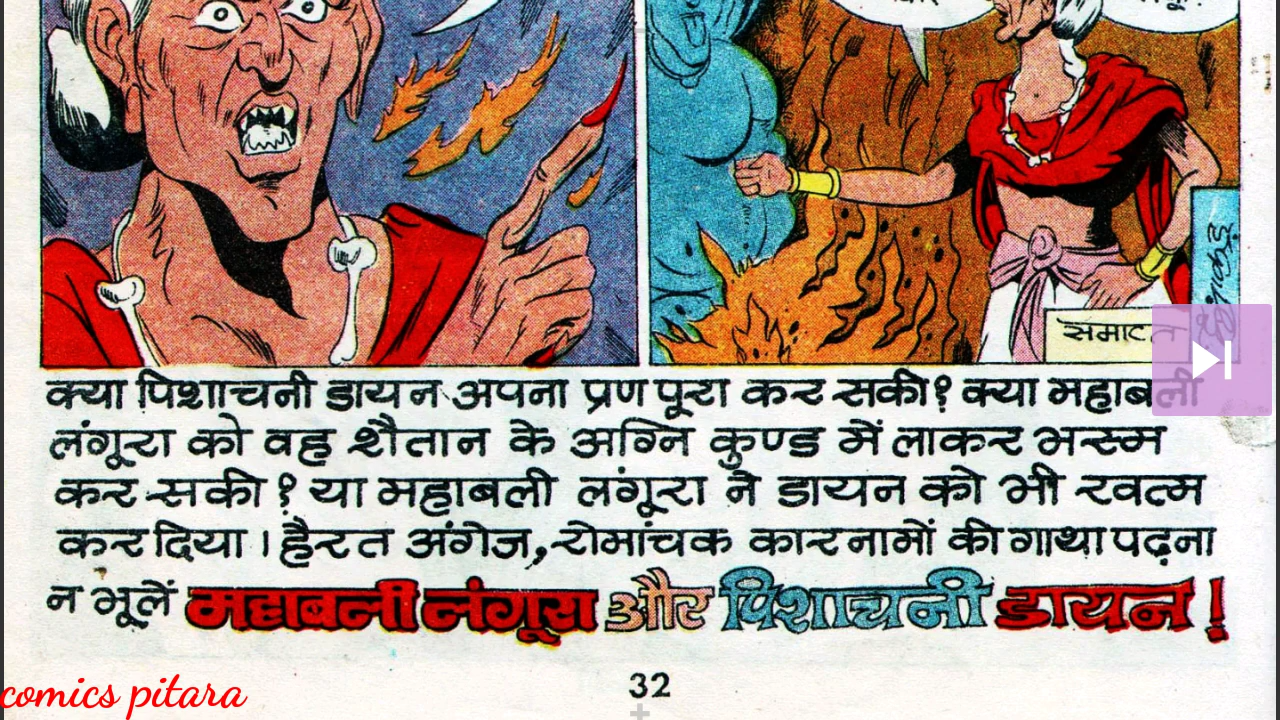 समाप्त
क्या पिशाचनी डायन अपना प्रण पूरा कर सकी? क्या महाबली
लंगूरा को वह शैतान के अग्नि कुण्ड में लाकर भस्म
कर सकी? या महाबली लंगूरा ने डायन को भी खत्म
कर दिया। हैरत अंगेज, रोमांचक कारनामों की गाथा पढ़ना
न भूलें महाबली लंगूरा और पिशाचनी डायन!
32
comics pitara